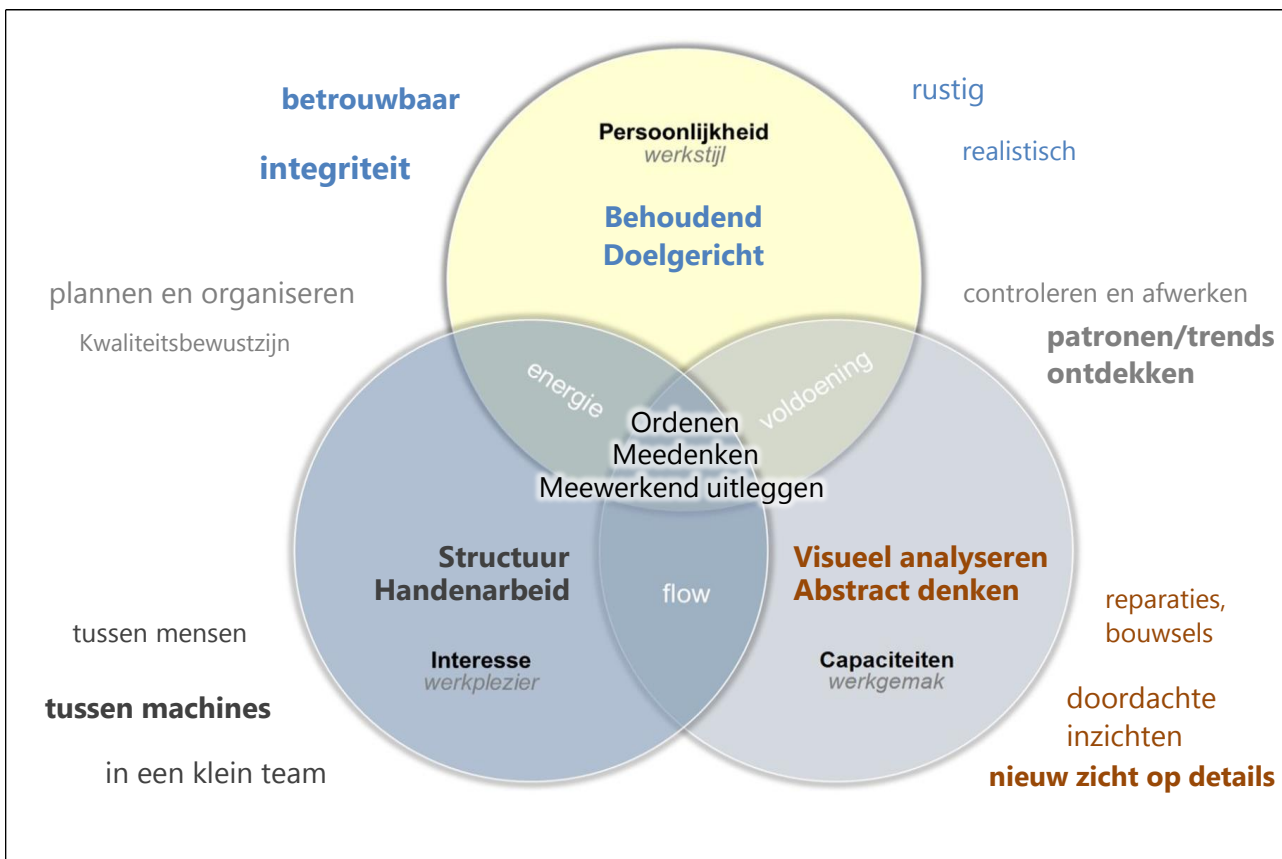 betrouwbaar
rustig
Persoonlijkheid
werkstijl
integriteit
realistisch
Behoudend
Doelgericht
plannen en organiseren
controleren en afwerken
Kwaliteitsbewustzijn
patronen/trends
ontdekken
energie
voldoening
Ordenen
Meedenken
Meewerkend uitleggen
Structuur
Handenarbeid
flow
Visueel analyseren
Abstract denken
tussen mensen
Interesse
werkplezier
Capaciteiten
werkgemak
reparaties,
bouwsels
tussen machines
doordachte
inzichten
in een klein team
nieuw zicht op details